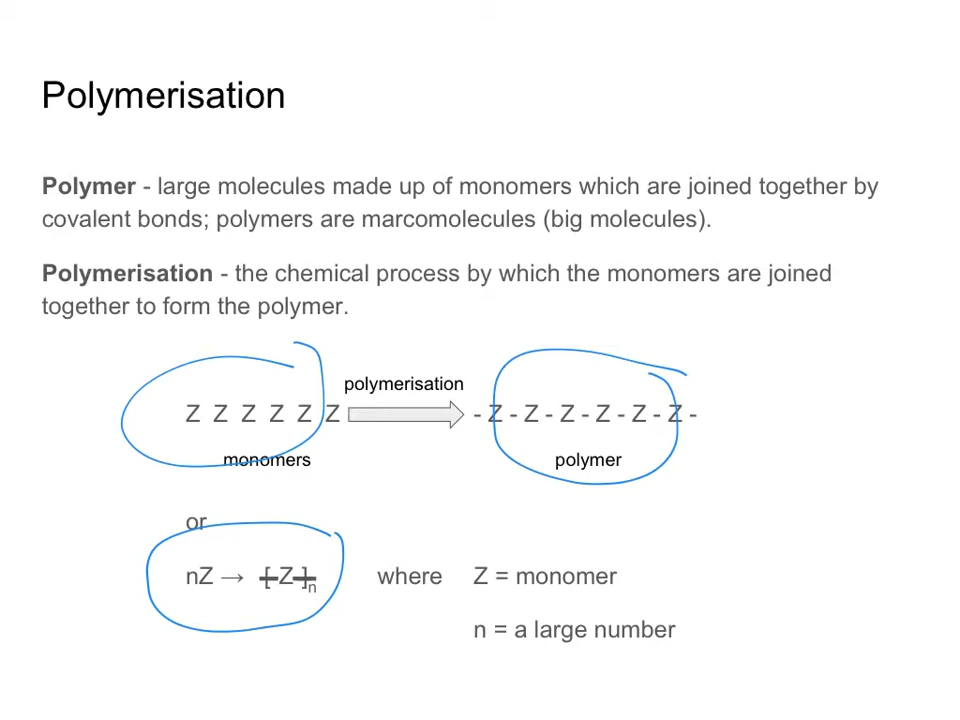 Polymerisation
Polymer - large molecules made up of monomers which are joined together by
covalent bonds; polymers are marcomolecules (big molecules).
Polymerisation - the chemical process by which the monomers are joined
together to form the polymer.
polymerisation
Z Z Z Z Z Z - Z - Z - Z - Z - Z - Z -
monomers polymer
or
nZ → [-Z-]n where Z = monomer
n = a large number